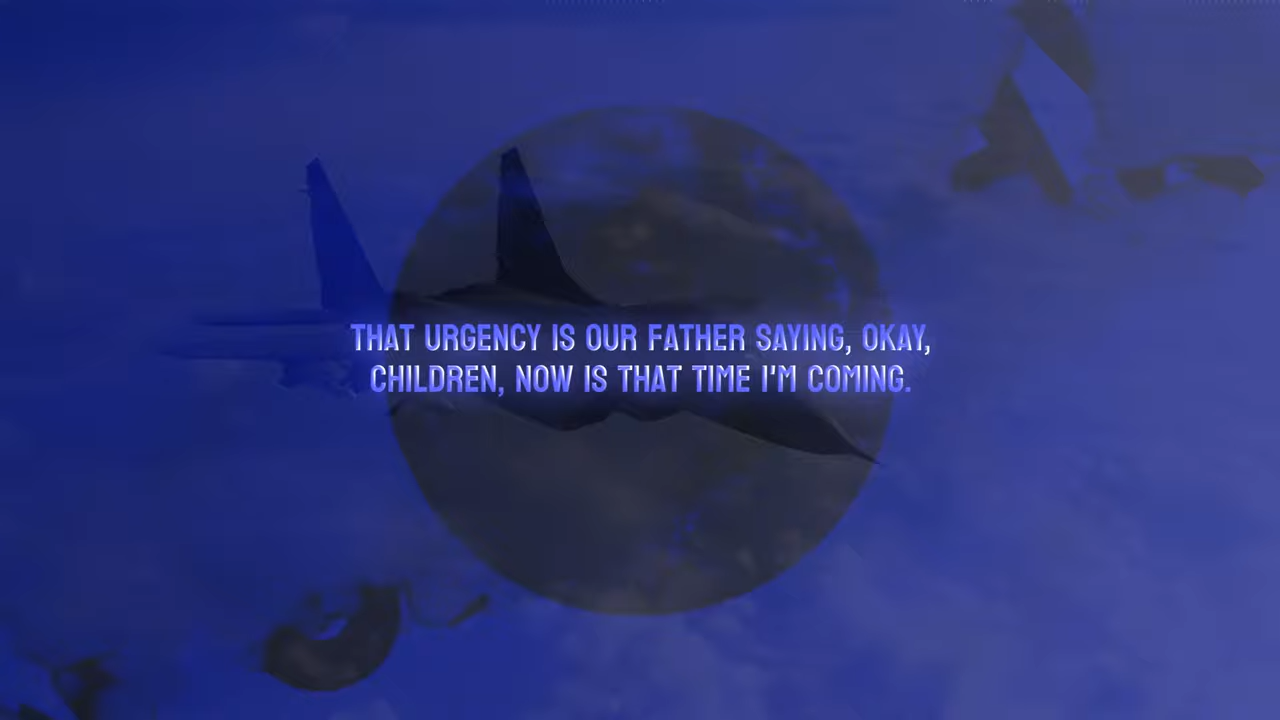 THAT URGENCY IS OUR FATHER SAYING, OKAY,
CHILDREN, NOW IS THAT TIME I'M COMING.